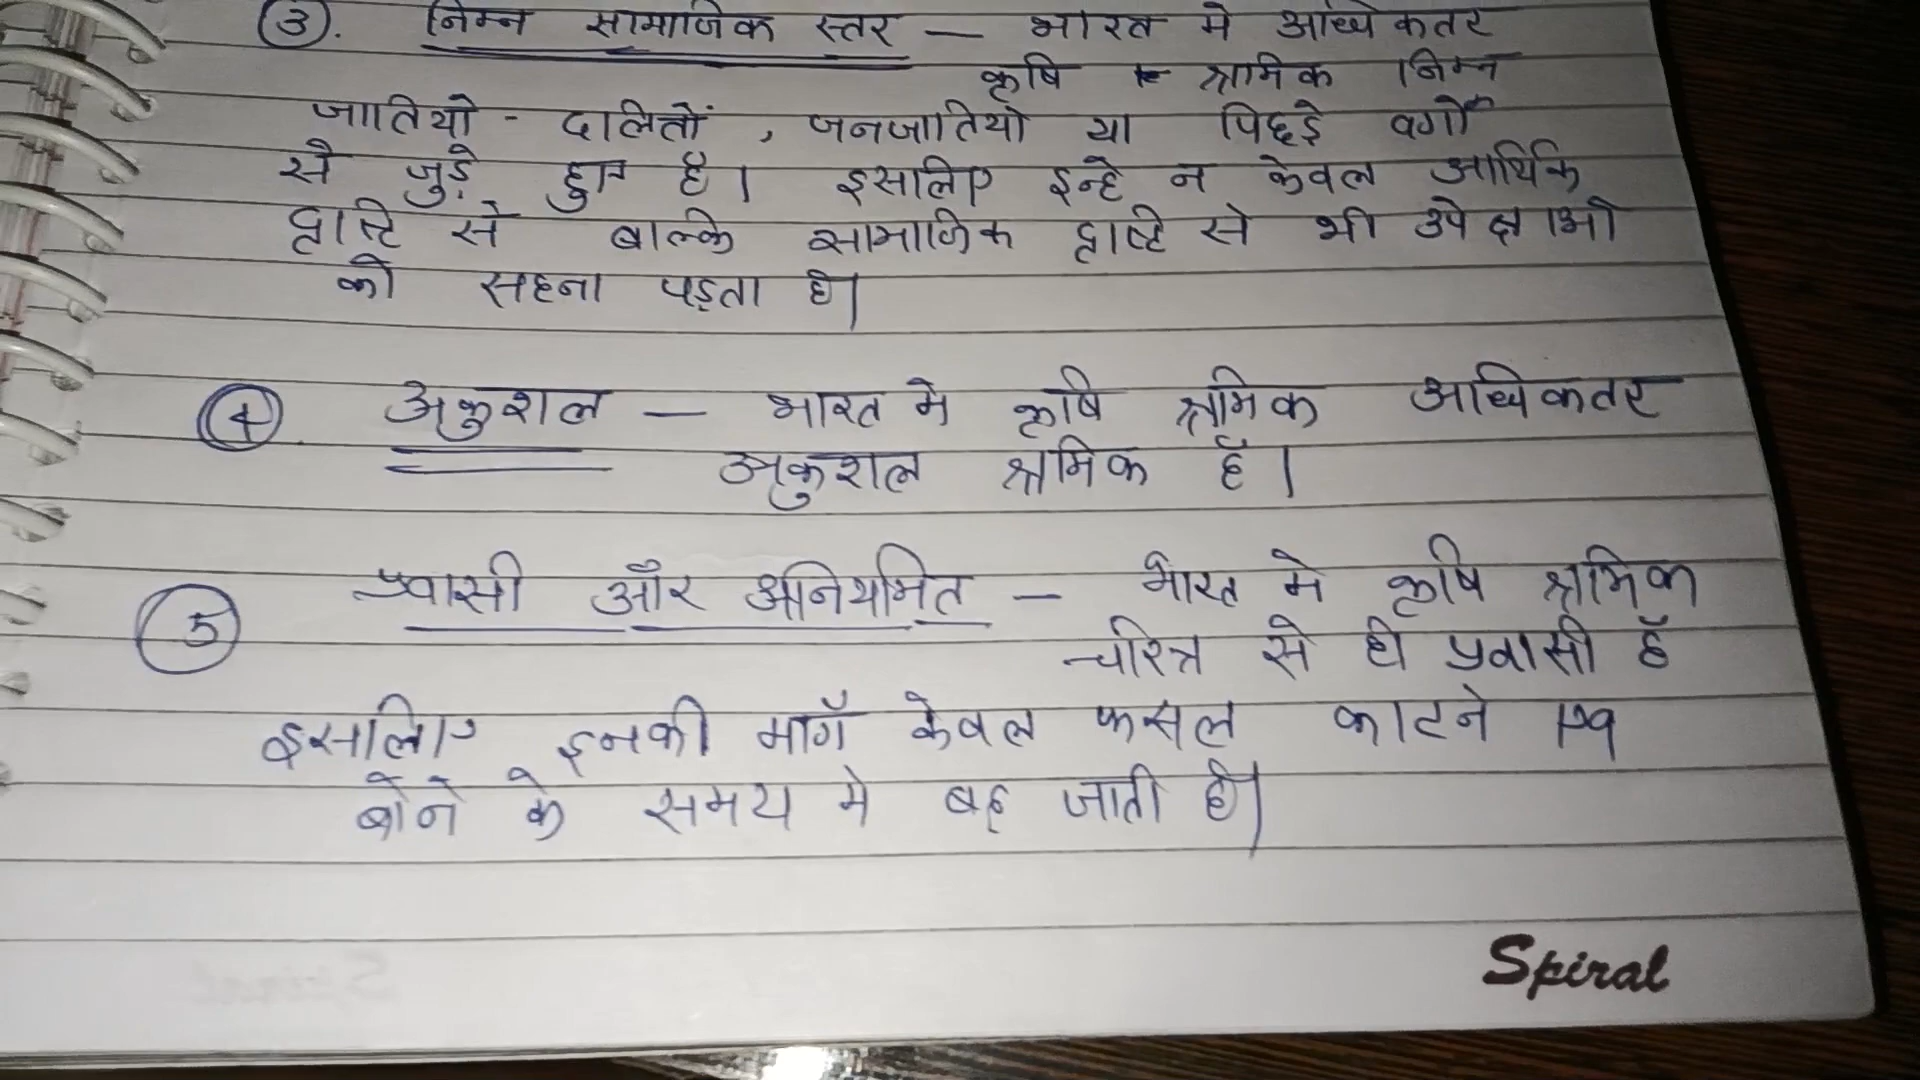 ③. निम्न सामाजिक स्तर — भारत मे अधिकतर
कृषि श्रमिक निम्न
जातियो - दलितों, जनजातियो या पिछड़े वर्गों
से जुड़े हुए है। इसलिए इन्हे न केवल आर्थिक
दृष्टि से बल्कि सामाजिक दृष्टि से भी उपेक्षाओ
को सहना पड़ता है।
④ अकुशल — भारत मे कृषि श्रमिक अधिकतर
अकुशल श्रमिक है।
⑤ प्रवासी और अनियमित — भारत मे कृषि श्रमिक
चरित्र से ही प्रवासी हैं
इसलिए इनकी माँग केवल फसल काटने एव
बोने के समय मे बढ़ जाती है।
Spiral